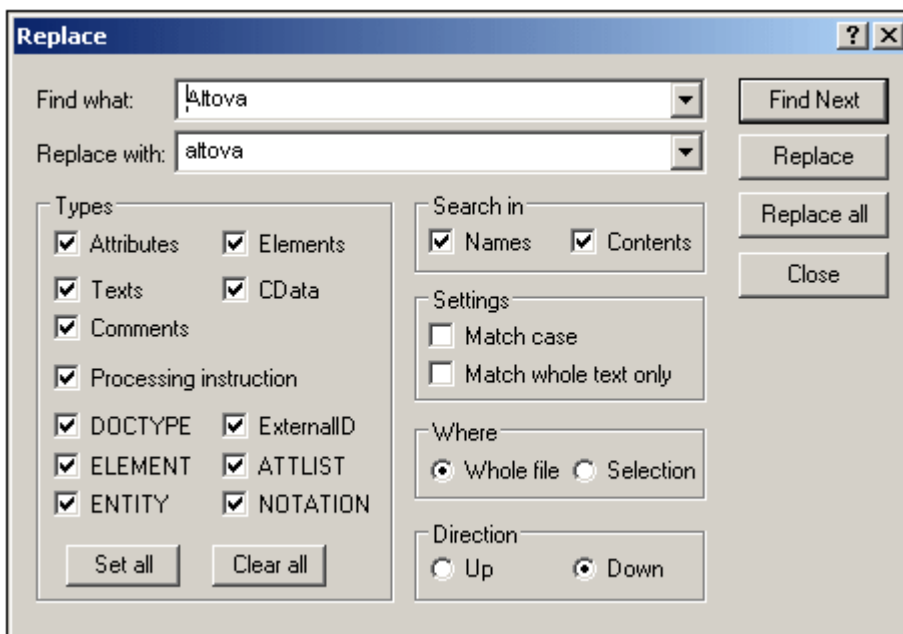 Replace
Find what: Altova
Replace with: altova
Find Next
Replace
Replace all
Close
Types
Attributes Elements
Texts CData
Comments
Processing instruction
DOCTYPE ExternalID
ELEMENT ATTLIST
ENTITY NOTATION
Set all Clear all
Search in
Names Contents
Settings
Match case
Match whole text only
Where
Whole file Selection
Direction
Up Down